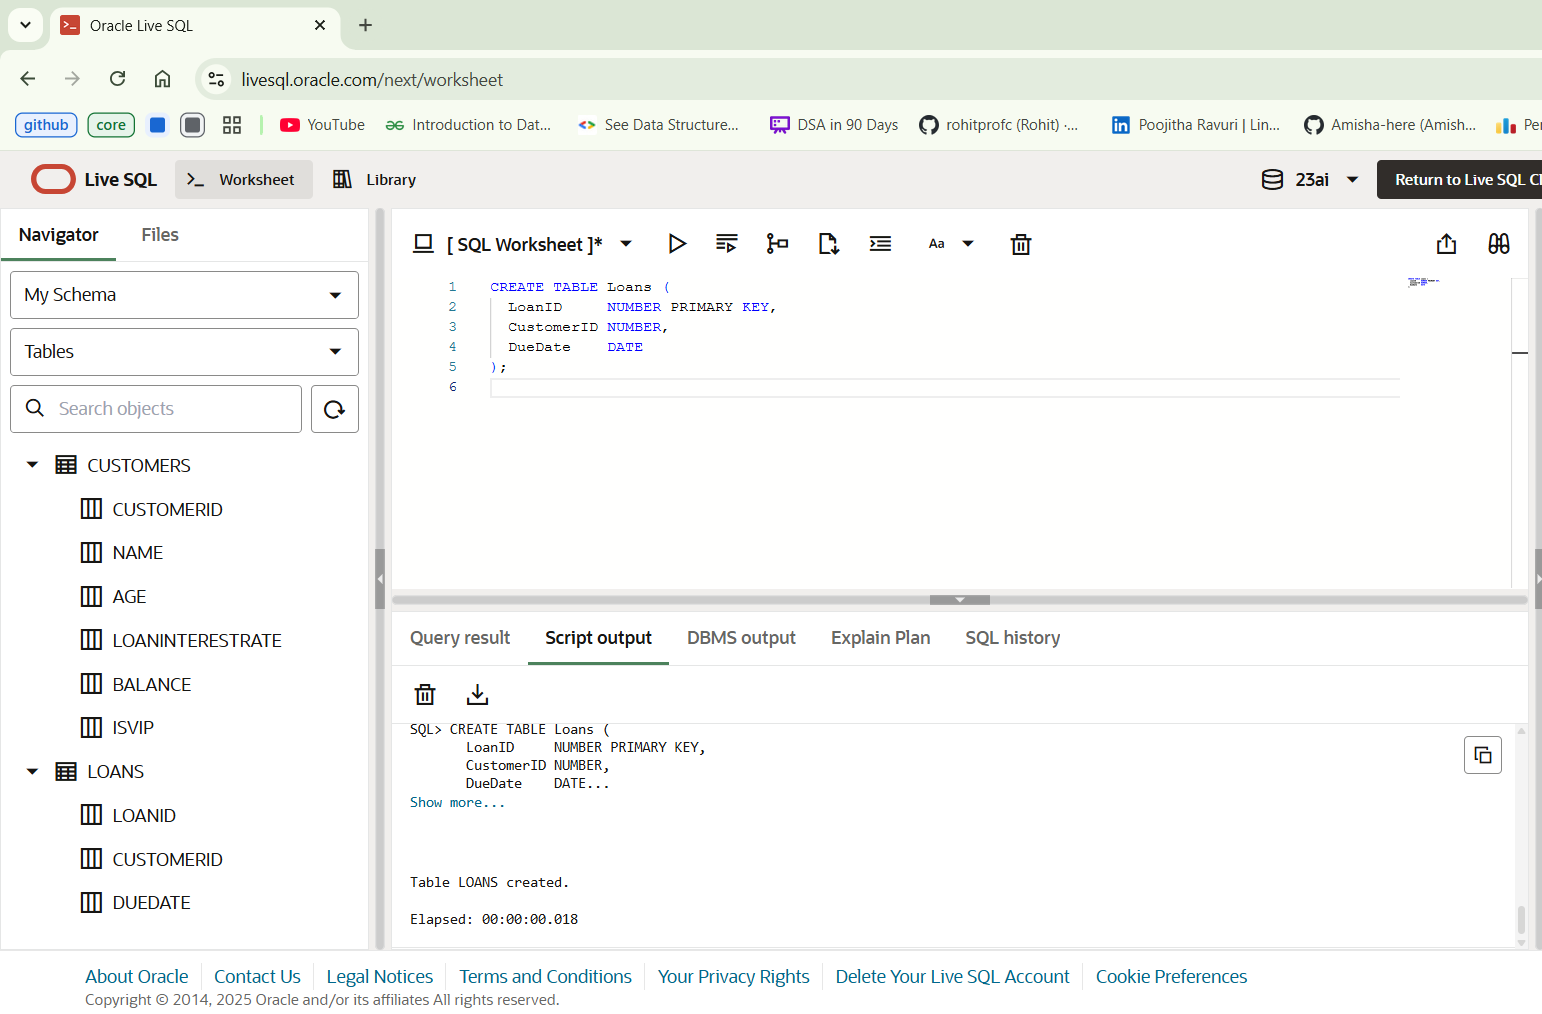 Oracle Live SQL
livesql.oracle.com/next/worksheet
github core YouTube Introduction to Dat... See Data Structure... DSA in 90 Days rohitprofc (Rohit) ·... Poojitha Ravuri | Lin... Amisha-here (Amish... Per
Live SQL Worksheet Library 23ai Return to Live SQL Cl
Navigator Files
[ SQL Worksheet ]* Aa
My Schema
Tables
Search objects
CUSTOMERS
CUSTOMERID
NAME
AGE
LOANINTERESTRATE
BALANCE
ISVIP
LOANS
LOANID
CUSTOMERID
DUEDATE
1 CREATE TABLE Loans (
2 LoanID NUMBER PRIMARY KEY,
3 CustomerID NUMBER,
4 DueDate DATE
5 );
6
Query result Script output DBMS output Explain Plan SQL history
SQL> CREATE TABLE Loans (
LoanID NUMBER PRIMARY KEY,
CustomerID NUMBER,
DueDate DATE...
Show more...
Table LOANS created.
Elapsed: 00:00:00.018
About Oracle Contact Us Legal Notices Terms and Conditions Your Privacy Rights Delete Your Live SQL Account Cookie Preferences
Copyright © 2014, 2025 Oracle and/or its affiliates All rights reserved.